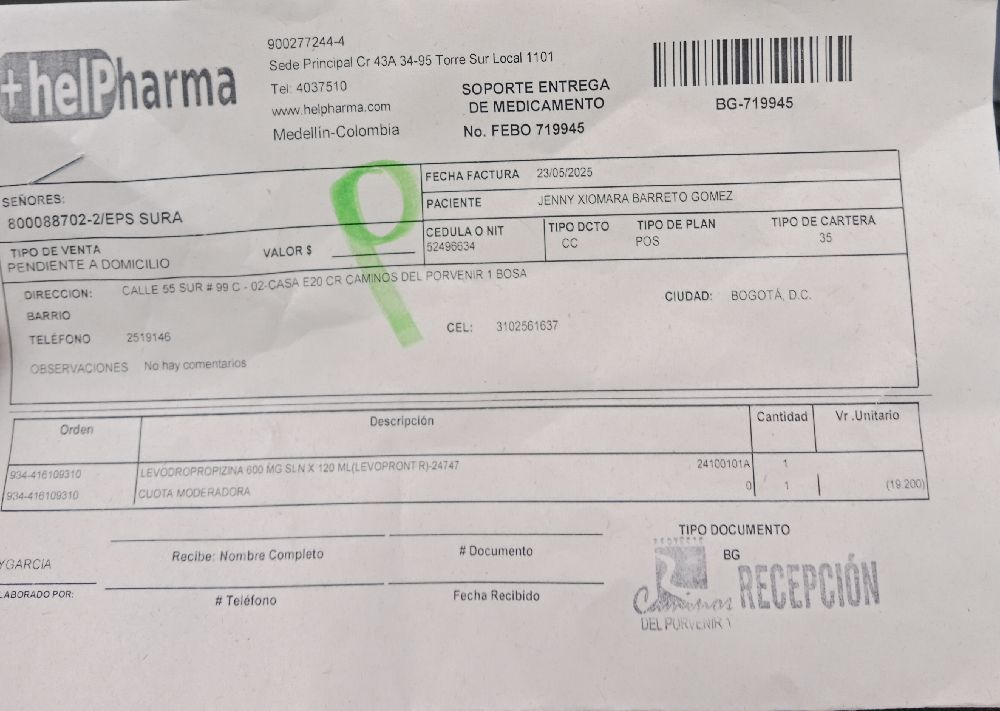 +helPharma
900277244-4
Sede Principal Cr 43A 34-95 Torre Sur Local 1101
Tel: 4037510
www.helpharma.com
Medellin-Colombia
SOPORTE ENTREGA
DE MEDICAMENTO
No. FEBO 719945
BG-719945
SEÑORES:
800088702-2/EPS SURA
FECHA FACTURA 23/05/2025
PACIENTE JENNY XIOMARA BARRETO GOMEZ
TIPO DE VENTA
PENDIENTE A DOMICILIO
VALOR $
CEDULA O NIT
52496634
TIPO DCTO
CC
TIPO DE PLAN
POS
TIPO DE CARTERA
35
DIRECCION: CALLE 55 SUR # 99 C - 02-CASA E20 CR CAMINOS DEL PORVENIR 1 BOSA
BARRIO
CIUDAD: BOGOTÁ, D.C.
TELÉFONO 2519146
CEL: 3102561637
OBSERVACIONES No hay comentarios
Orden Descripción Cantidad Vr .Unitario
934-416109310 LEVODROPROPIZINA 600 MG SLN X 120 ML(LEVOPRONT R)-24747 24100101A 1
934-416109310 CUOTA MODERADORA 0 1 (19.200)
YGARCIA
LABORADO POR:
Recibe: Nombre Completo
# Documento
# Teléfono
Fecha Recibido
TIPO DOCUMENTO
BG
PROYECTO
Caminos
DEL PORVENIR 1
RECEPCIÓN